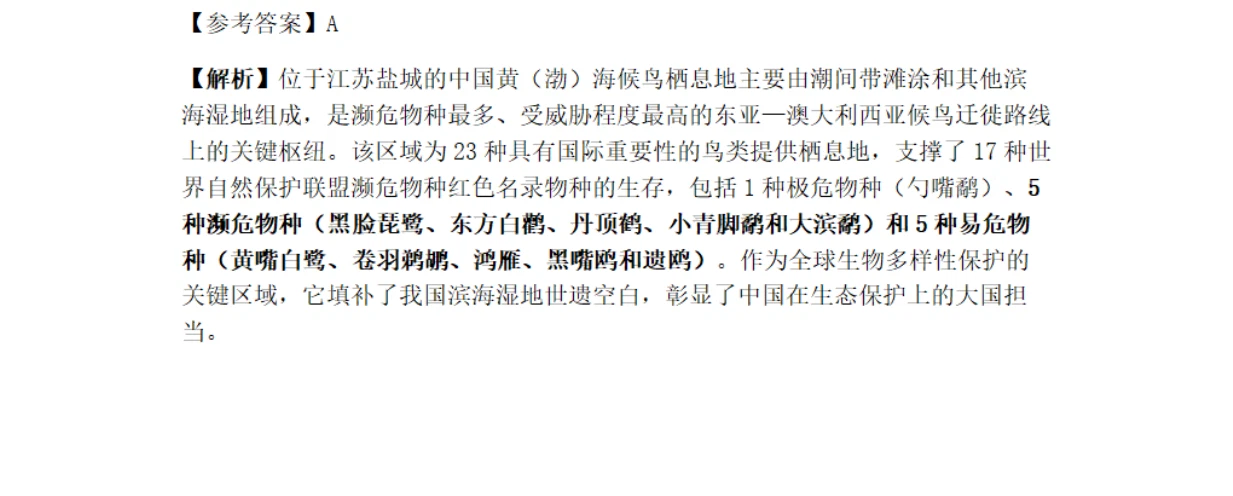 【参考答案】A
【解析】位于江苏盐城的中国黄（渤）海候鸟栖息地主要由潮间带滩涂和其他滨
海湿地组成，是濒危物种最多、受威胁程度最高的东亚—澳大利西亚候鸟迁徙路线
上的关键枢纽。该区域为 23 种具有国际重要性的鸟类提供栖息地，支撑了 17 种世
界自然保护联盟濒危物种红色名录物种的生存，包括 1 种极危物种（勺嘴鹬）、5
种濒危物种（黑脸琵鹭、东方白鹳、丹顶鹤、小青脚鹬和大滨鹬）和 5 种易危物
种（黄嘴白鹭、卷羽鹈鹕、鸿雁、黑嘴鸥和遗鸥）。作为全球生物多样性保护的
关键区域，它填补了我国滨海湿地世遗空白，彰显了中国在生态保护上的大国担
当。